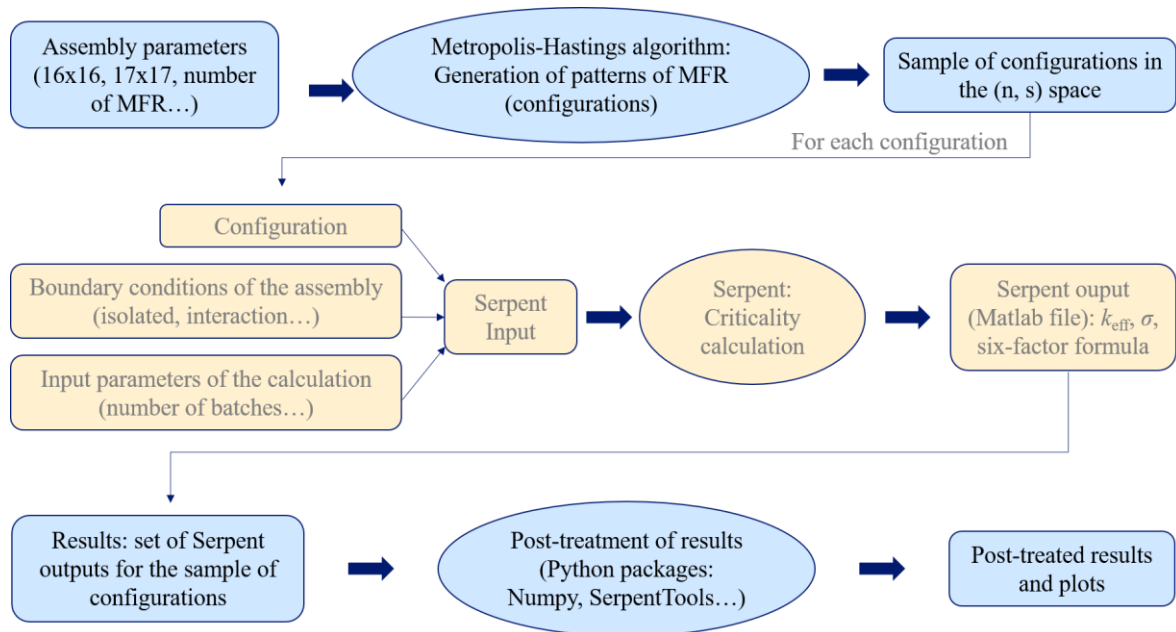 Assembly parameters
(16x16, 17x17, number
of MFR…)
Metropolis-Hastings algorithm:
Generation of patterns of MFR
(configurations)
Sample of configurations in
the (n, s) space
For each configuration
Configuration
Boundary conditions of the assembly
(isolated, interaction…)
Input parameters of the calculation
(number of batches…)
Serpent
Input
Serpent:
Criticality
calculation
Serpent ouput
(Matlab file): keff, σ,
six-factor formula
Results: set of Serpent
outputs for the sample of
configurations
Post-treatment of results
(Python packages:
Numpy, SerpentTools…)
Post-treated results
and plots